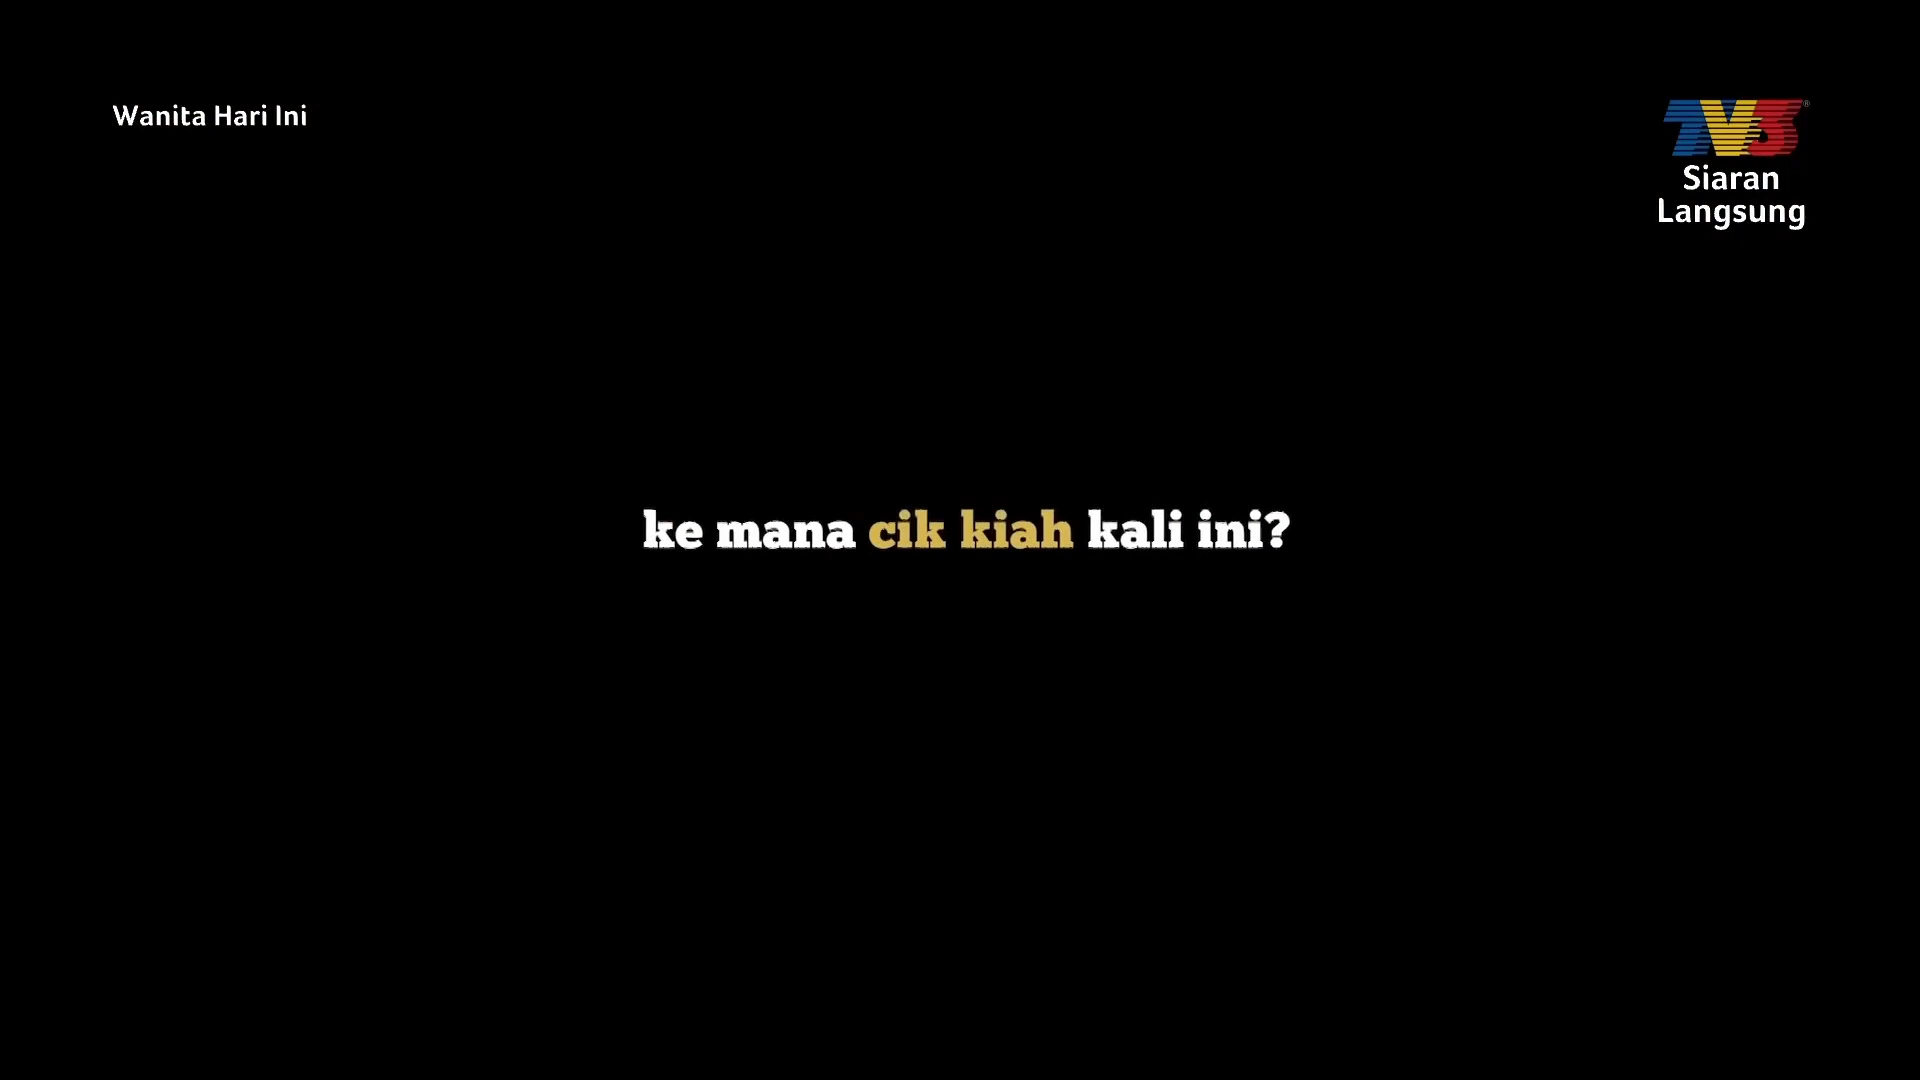 Wanita Hari Ini
TV3
Siaran
Langsung
ke mana cik kiah kali ini?